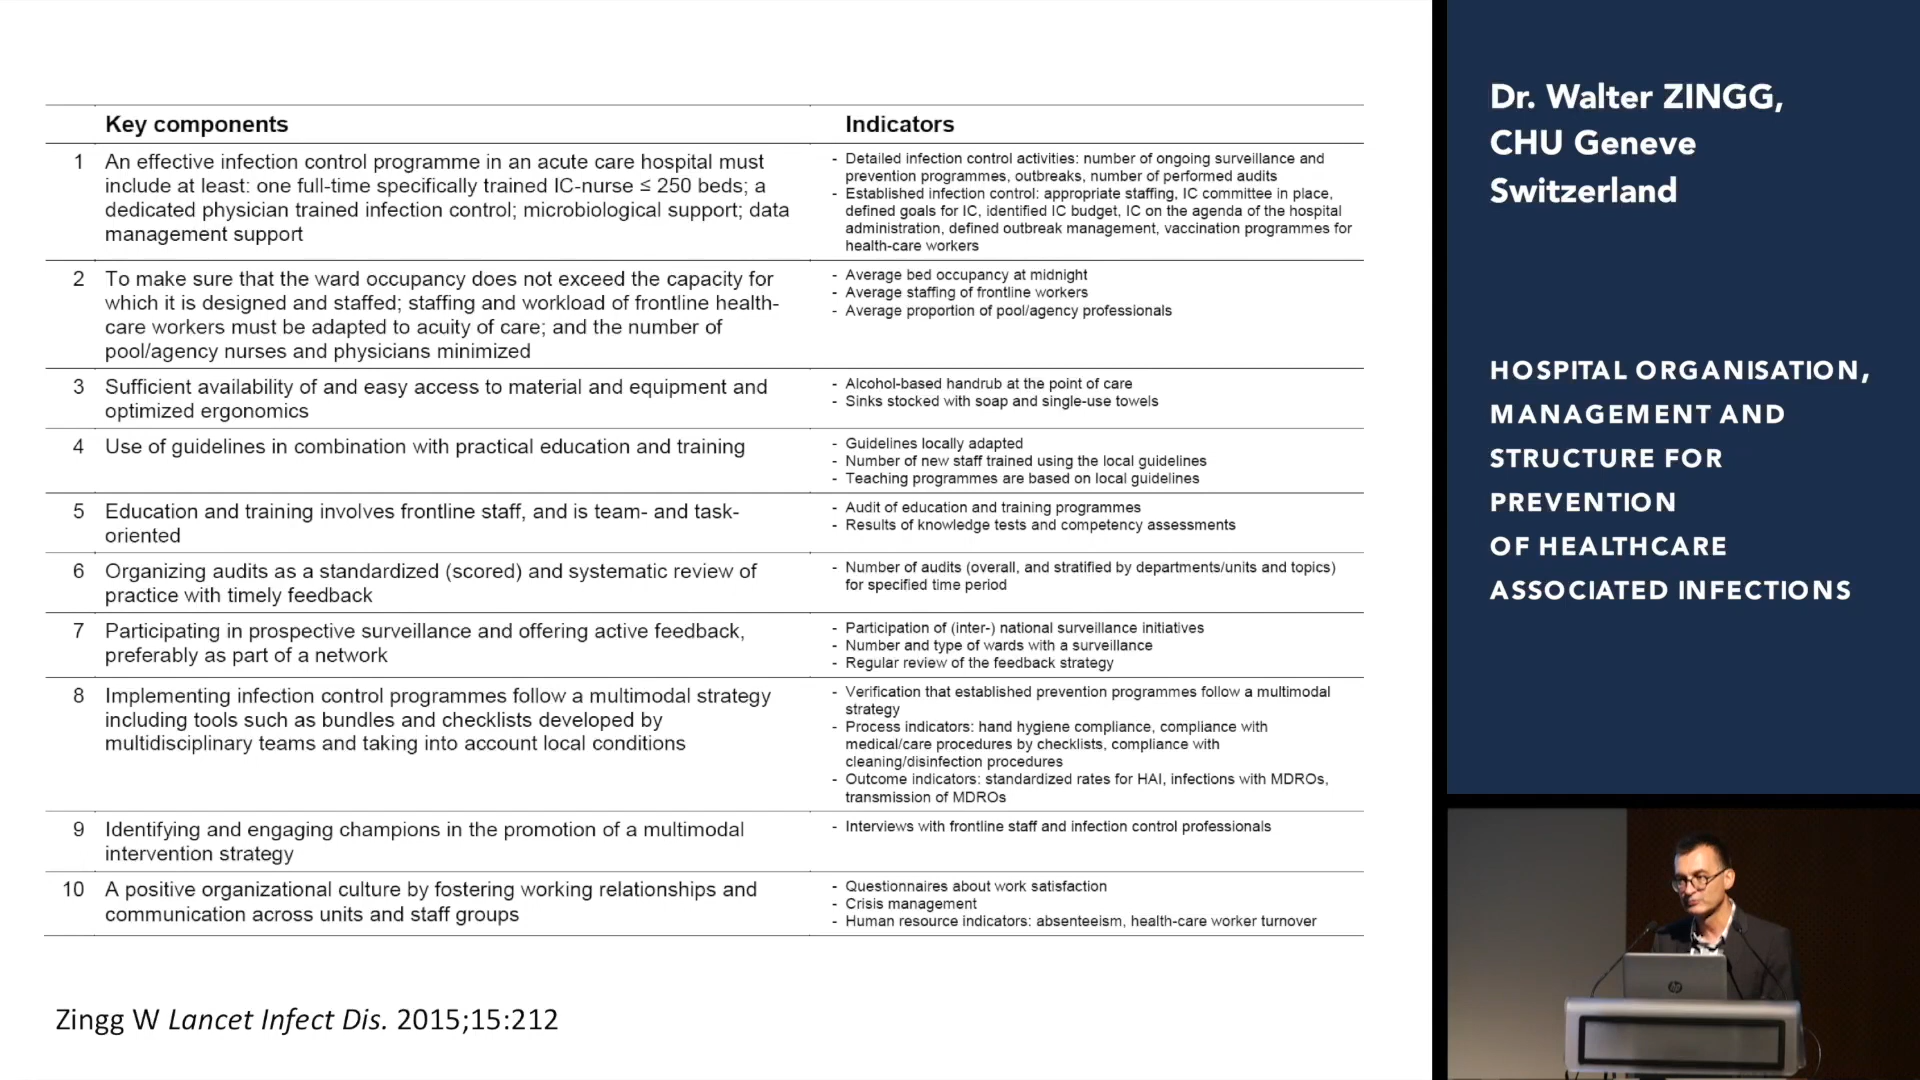 Key components
Indicators
1
An effective infection control programme in an acute care hospital must
include at least: one full-time specifically trained IC-nurse ≤ 250 beds; a
dedicated physician trained infection control; microbiological support; data
management support
- Detailed infection control activities: number of ongoing surveillance and
prevention programmes, outbreaks, number of performed audits
- Established infection control: appropriate staffing, IC committee in place,
defined goals for IC, identified IC budget, IC on the agenda of the hospital
administration, defined outbreak management, vaccination programmes for
health-care workers
2
To make sure that the ward occupancy does not exceed the capacity for
which it is designed and staffed; staffing and workload of frontline health-
care workers must be adapted to acuity of care; and the number of
pool/agency nurses and physicians minimized
- Average bed occupancy at midnight
- Average staffing of frontline workers
- Average proportion of pool/agency professionals
3
Sufficient availability of and easy access to material and equipment and
optimized ergonomics
- Alcohol-based handrub at the point of care
- Sinks stocked with soap and single-use towels
4
Use of guidelines in combination with practical education and training
- Guidelines locally adapted
- Number of new staff trained using the local guidelines
- Teaching programmes are based on local guidelines
5
Education and training involves frontline staff, and is team- and task-
oriented
- Audit of education and training programmes
- Results of knowledge tests and competency assessments
6
Organizing audits as a standardized (scored) and systematic review of
practice with timely feedback
- Number of audits (overall, and stratified by departments/units and topics)
for specified time period
7
Participating in prospective surveillance and offering active feedback,
preferably as part of a network
- Participation of (inter-) national surveillance initiatives
- Number and type of wards with a surveillance
- Regular review of the feedback strategy
8
Implementing infection control programmes follow a multimodal strategy
including tools such as bundles and checklists developed by
multidisciplinary teams and taking into account local conditions
- Verification that established prevention programmes follow a multimodal
strategy
- Process indicators: hand hygiene compliance, compliance with
medical/care procedures by checklists, compliance with
cleaning/disinfection procedures
- Outcome indicators: standardized rates for HAI, infections with MDROs,
transmission of MDROs
9
Identifying and engaging champions in the promotion of a multimodal
intervention strategy
- Interviews with frontline staff and infection control professionals
10
A positive organizational culture by fostering working relationships and
communication across units and staff groups
- Questionnaires about work satisfaction
- Crisis management
- Human resource indicators: absenteeism, health-care worker turnover
Zingg W Lancet Infect Dis. 2015;15:212
Dr. Walter ZINGG,
CHU Geneve
Switzerland
HOSPITAL ORGANISATION,
MANAGEMENT AND
STRUCTURE FOR
PREVENTION
OF HEALTHCARE
ASSOCIATED INFECTIONS
hp